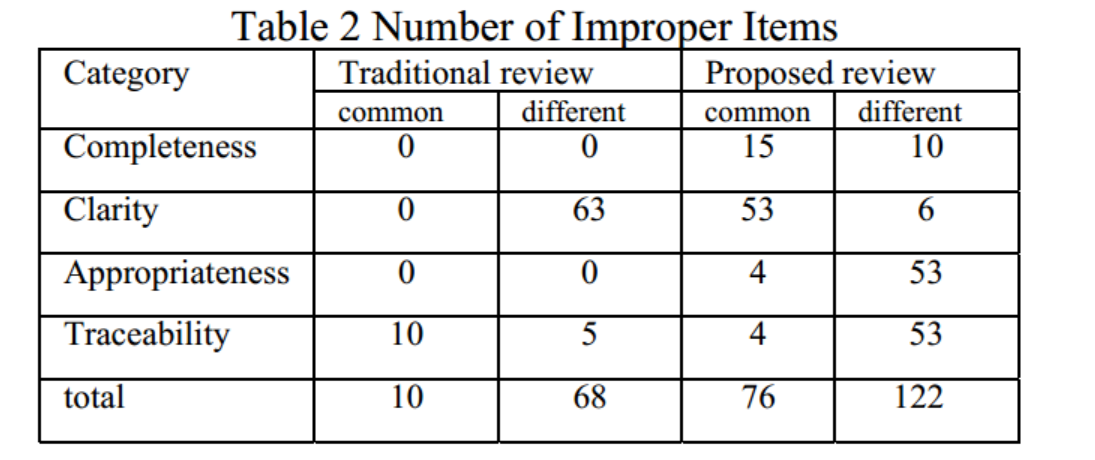 Table 2 Number of Improper Items
Category Traditional review Proposed review
common different common different
Completeness 0 0 15 10
Clarity 0 63 53 6
Appropriateness 0 0 4 53
Traceability 10 5 4 53
total 10 68 76 122